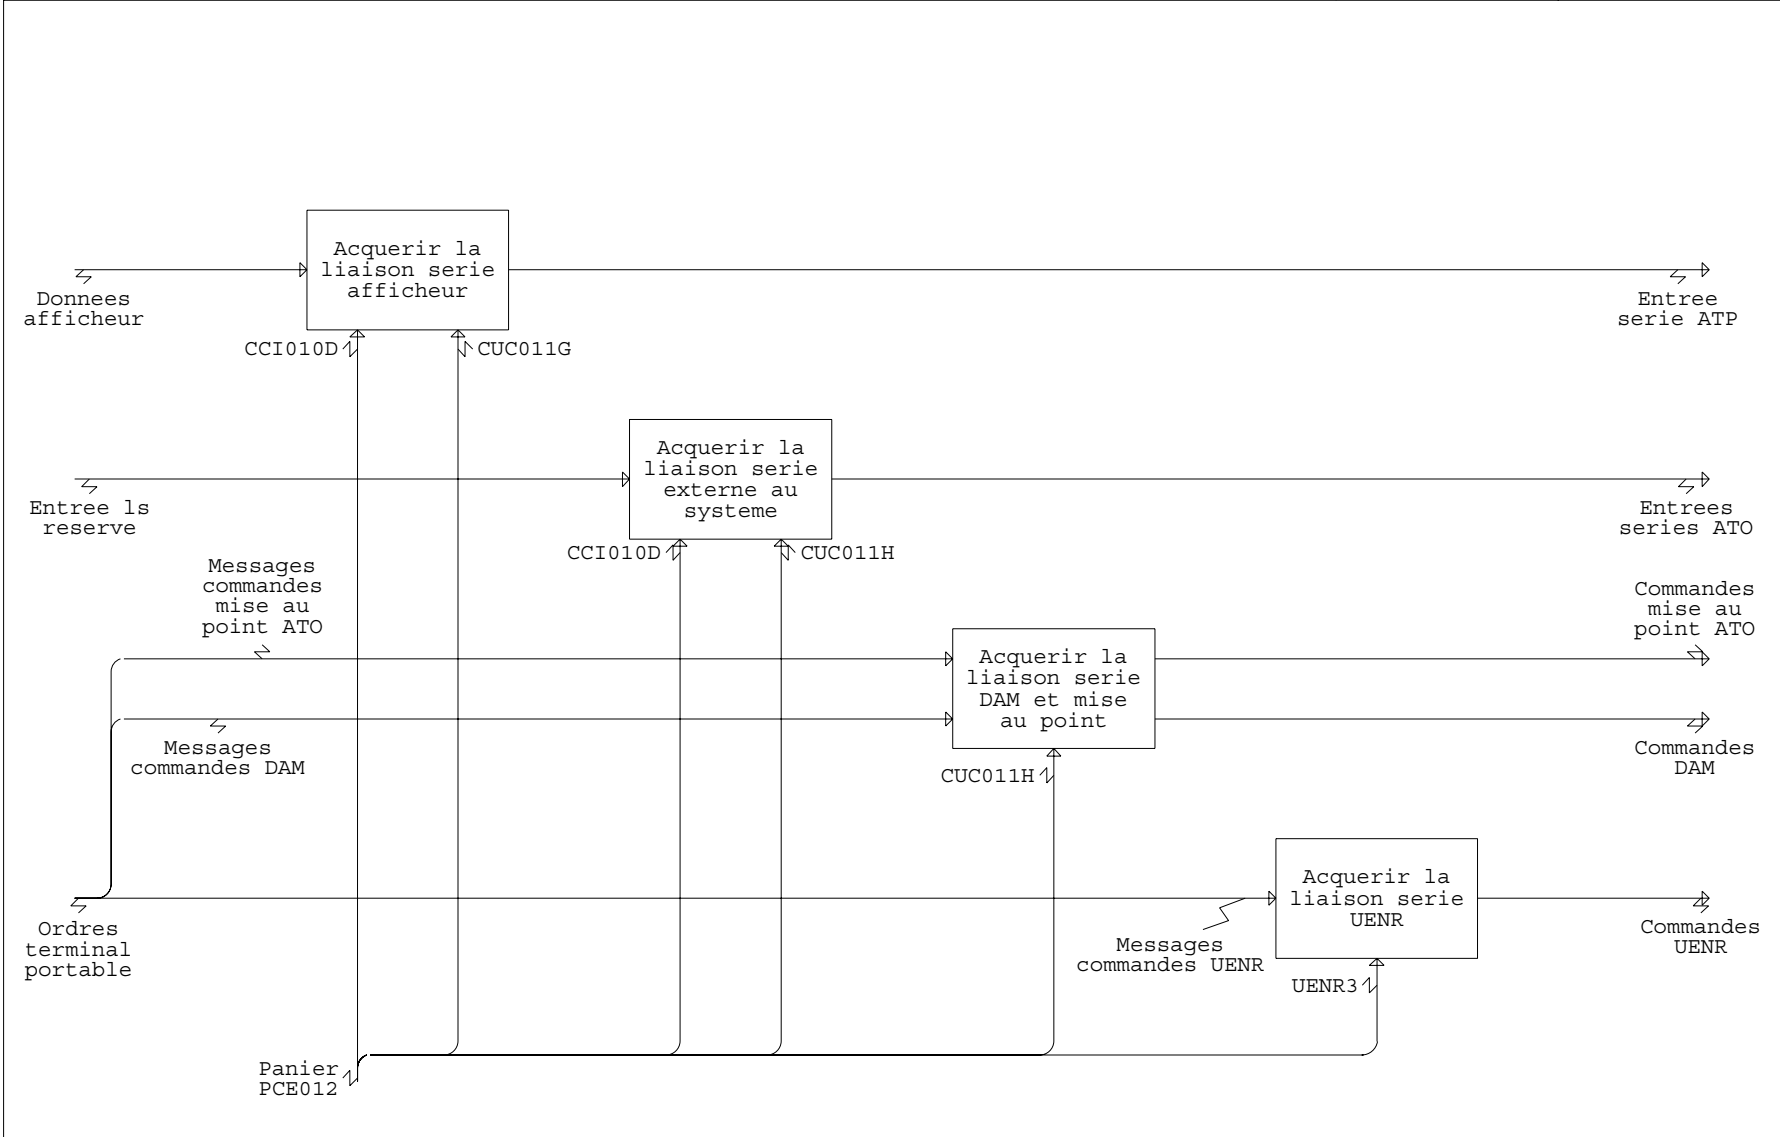 Acquerir la
liaison serie
afficheur
Donnees
afficheur
Entree
serie ATP
CCI010D
CUC011G
Acquerir la
liaison serie
externe au
systeme
Entree ls
reserve
Entrees
series ATO
CCI010D
CUC011H
Messages
commandes
mise au
point ATO
Commandes
mise au
point ATO
Acquerir la
liaison serie
DAM et mise
au point
Messages
commandes DAM
Commandes
DAM
CUC011H
Acquerir la
liaison serie
UENR
Ordres
terminal
portable
Messages
commandes UENR
Commandes
UENR
UENR3
Panier
PCE012